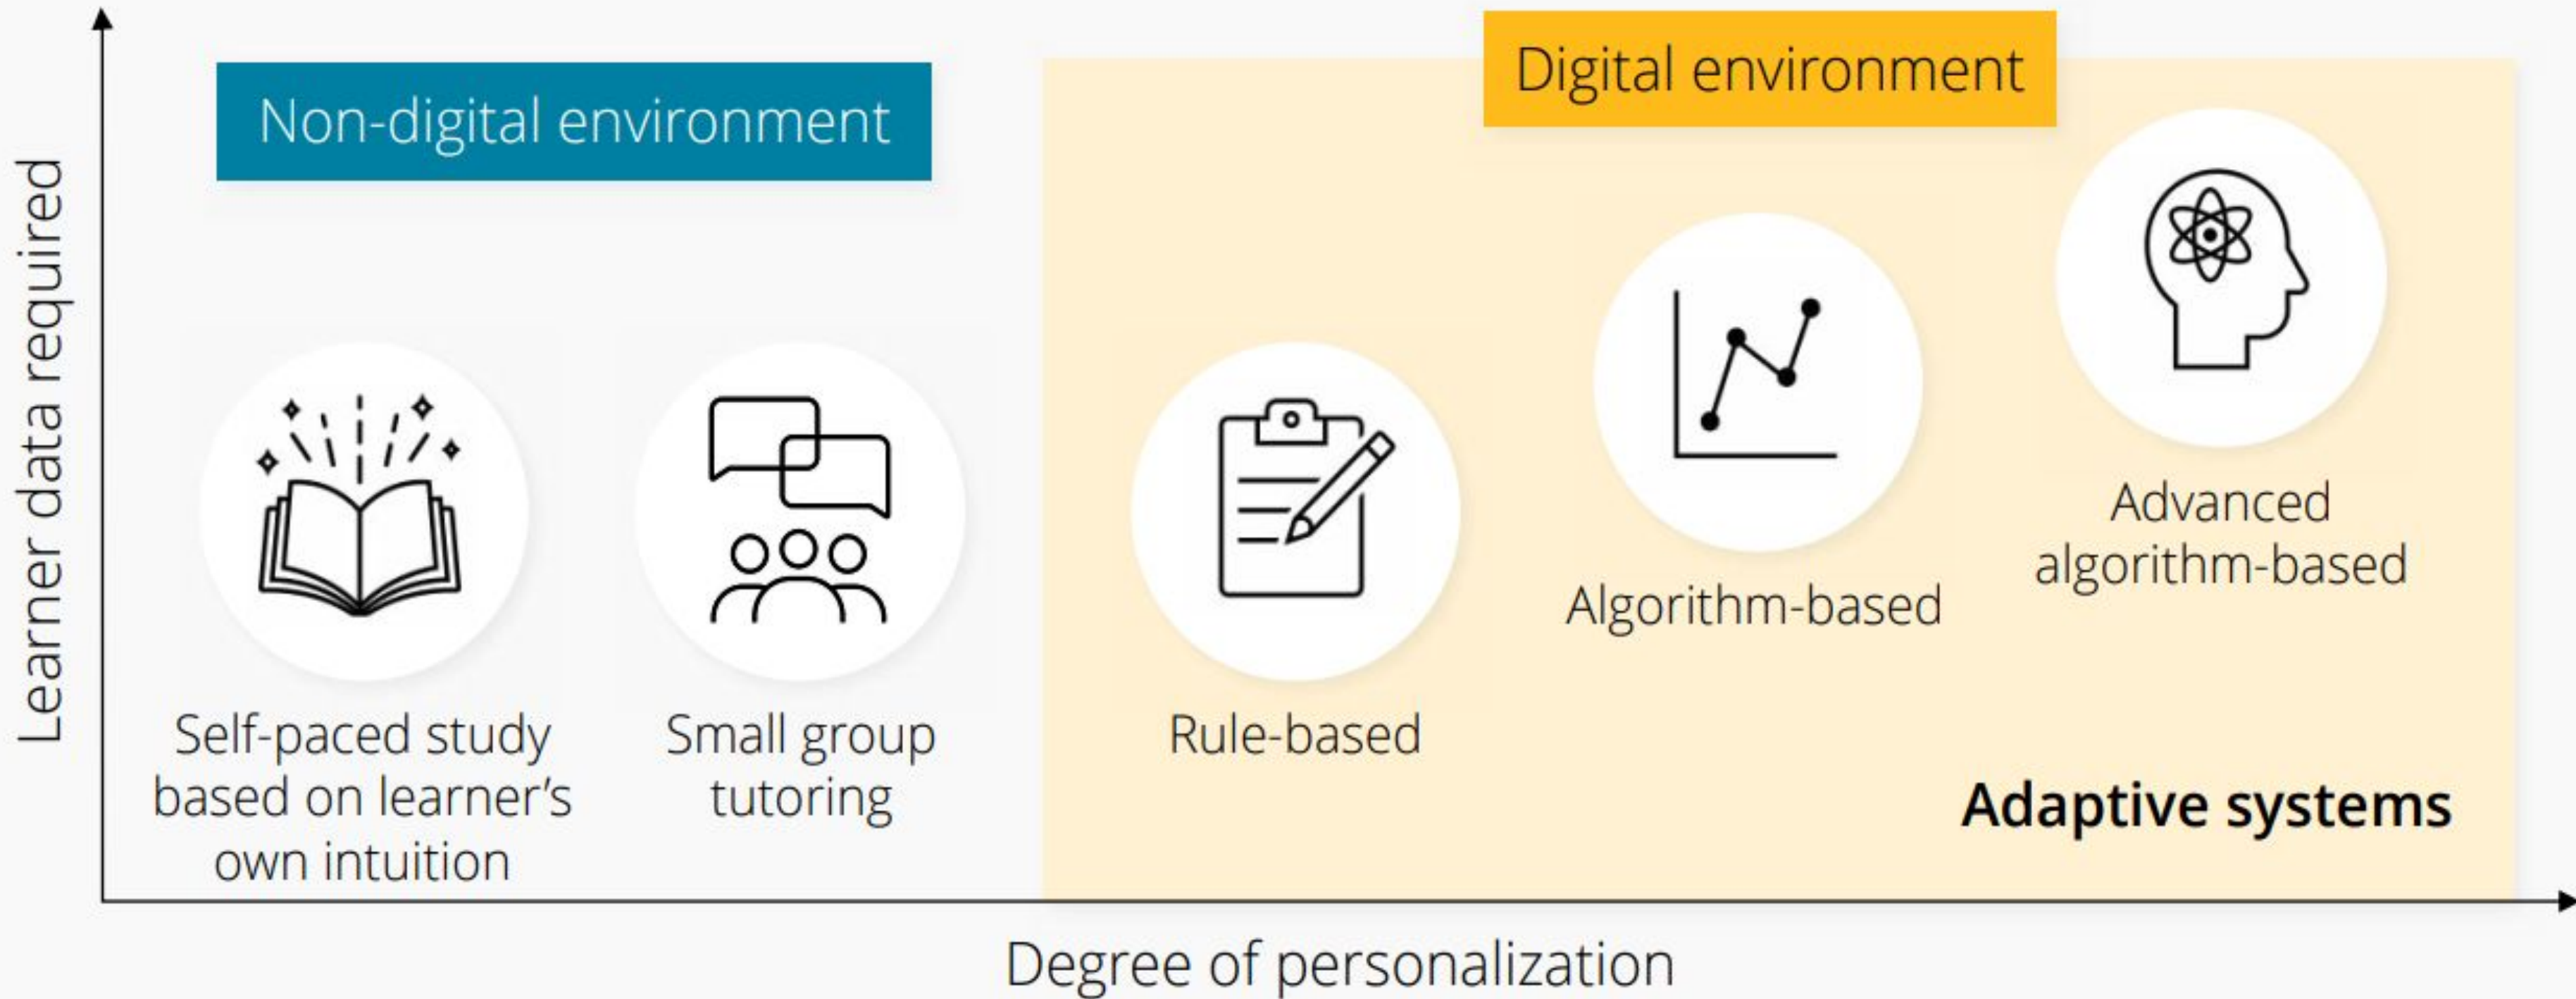 Learner data required
Non-digital environment
Digital environment
Self-paced study
based on learner's
own intuition
Small group
tutoring
Rule-based
Algorithm-based
Advanced
algorithm-based
Adaptive systems
Degree of personalization